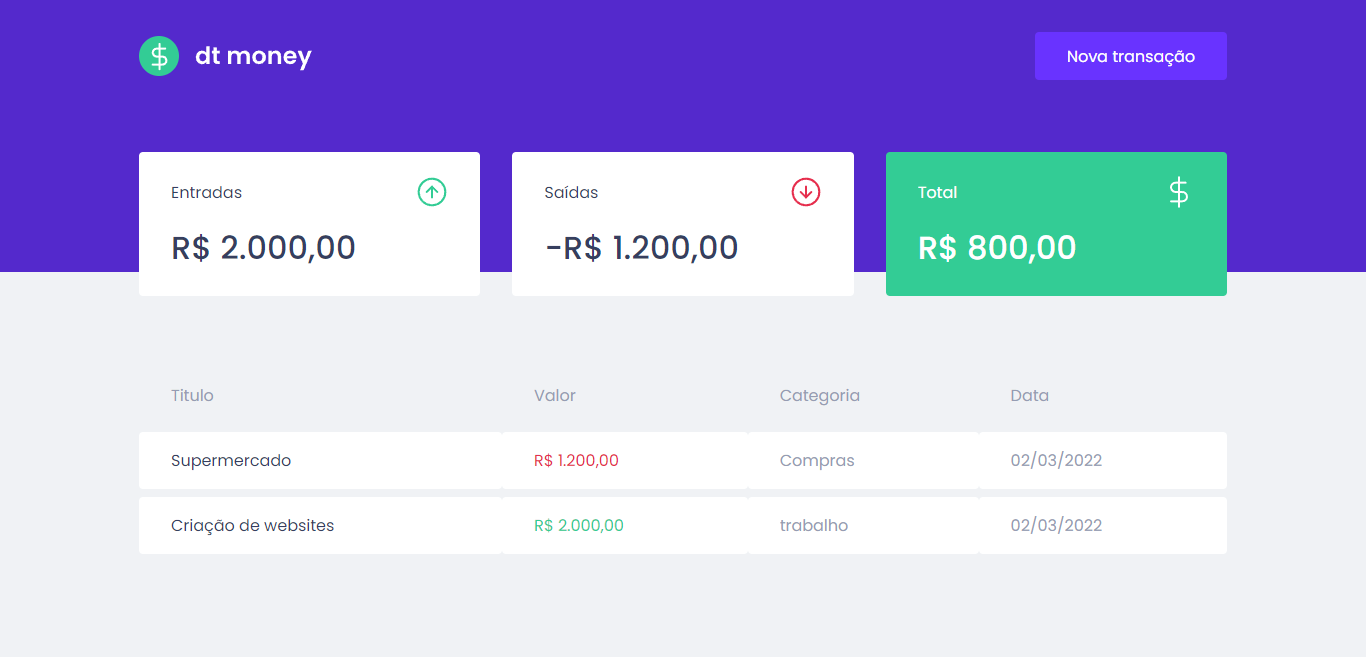 dt money
Nova transação
Entradas
R$ 2.000,00
Saídas
-R$ 1.200,00
Total
$
R$ 800,00
Titulo Valor Categoria Data
Supermercado R$ 1.200,00 Compras 02/03/2022
Criação de websites R$ 2.000,00 trabalho 02/03/2022